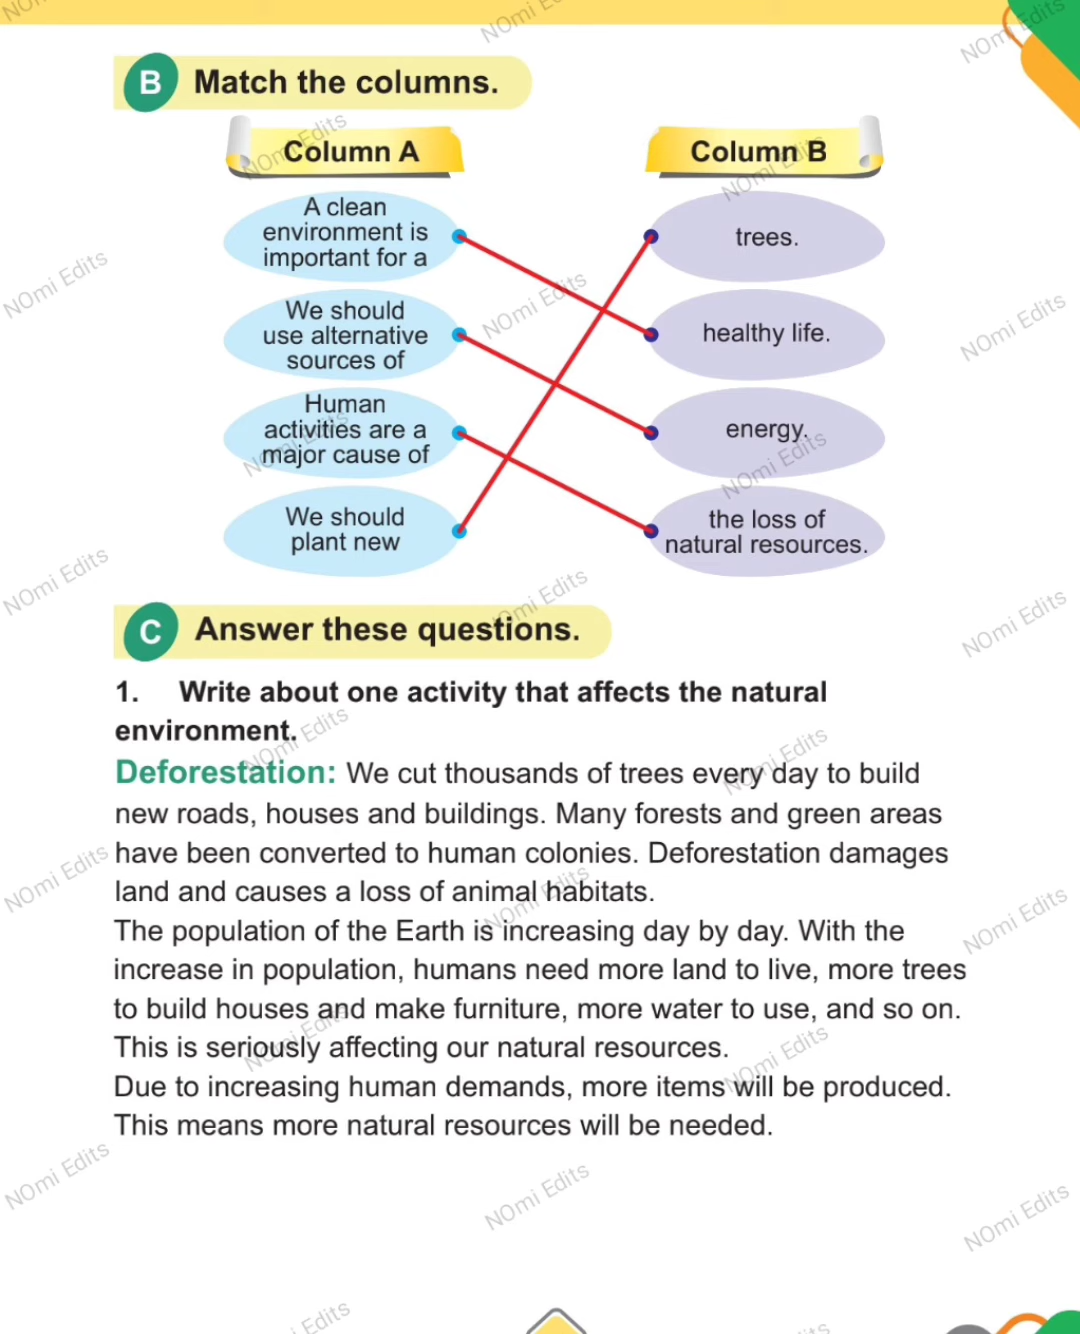 B Match the columns.
Column A Column B
A clean
environment is
important for a
trees.
We should
use alternative
sources of
healthy life.
Human
activities are a
major cause of
energy.
We should
plant new
the loss of
natural resources.
C Answer these questions.
1. Write about one activity that affects the natural
environment.
Deforestation: We cut thousands of trees every day to build
new roads, houses and buildings. Many forests and green areas
have been converted to human colonies. Deforestation damages
land and causes a loss of animal habitats.
The population of the Earth is increasing day by day. With the
increase in population, humans need more land to live, more trees
to build houses and make furniture, more water to use, and so on.
This is seriously affecting our natural resources.
Due to increasing human demands, more items will be produced.
This means more natural resources will be needed.
NOmi Edits